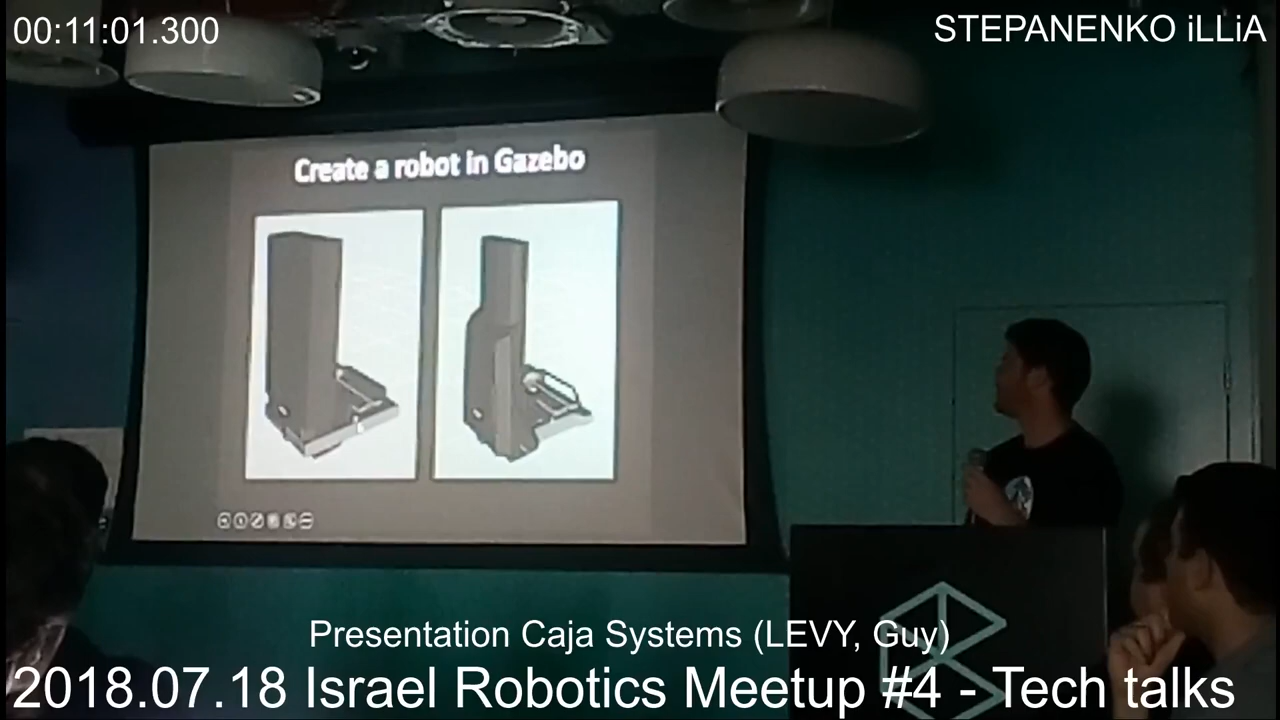 00:11:01.300
STEPANENKO iLLiA
Create a robot in Gazebo
Presentation Caja Systems (LEVY, Guy)
2018.07.18 Israel Robotics Meetup #4 - Tech talks